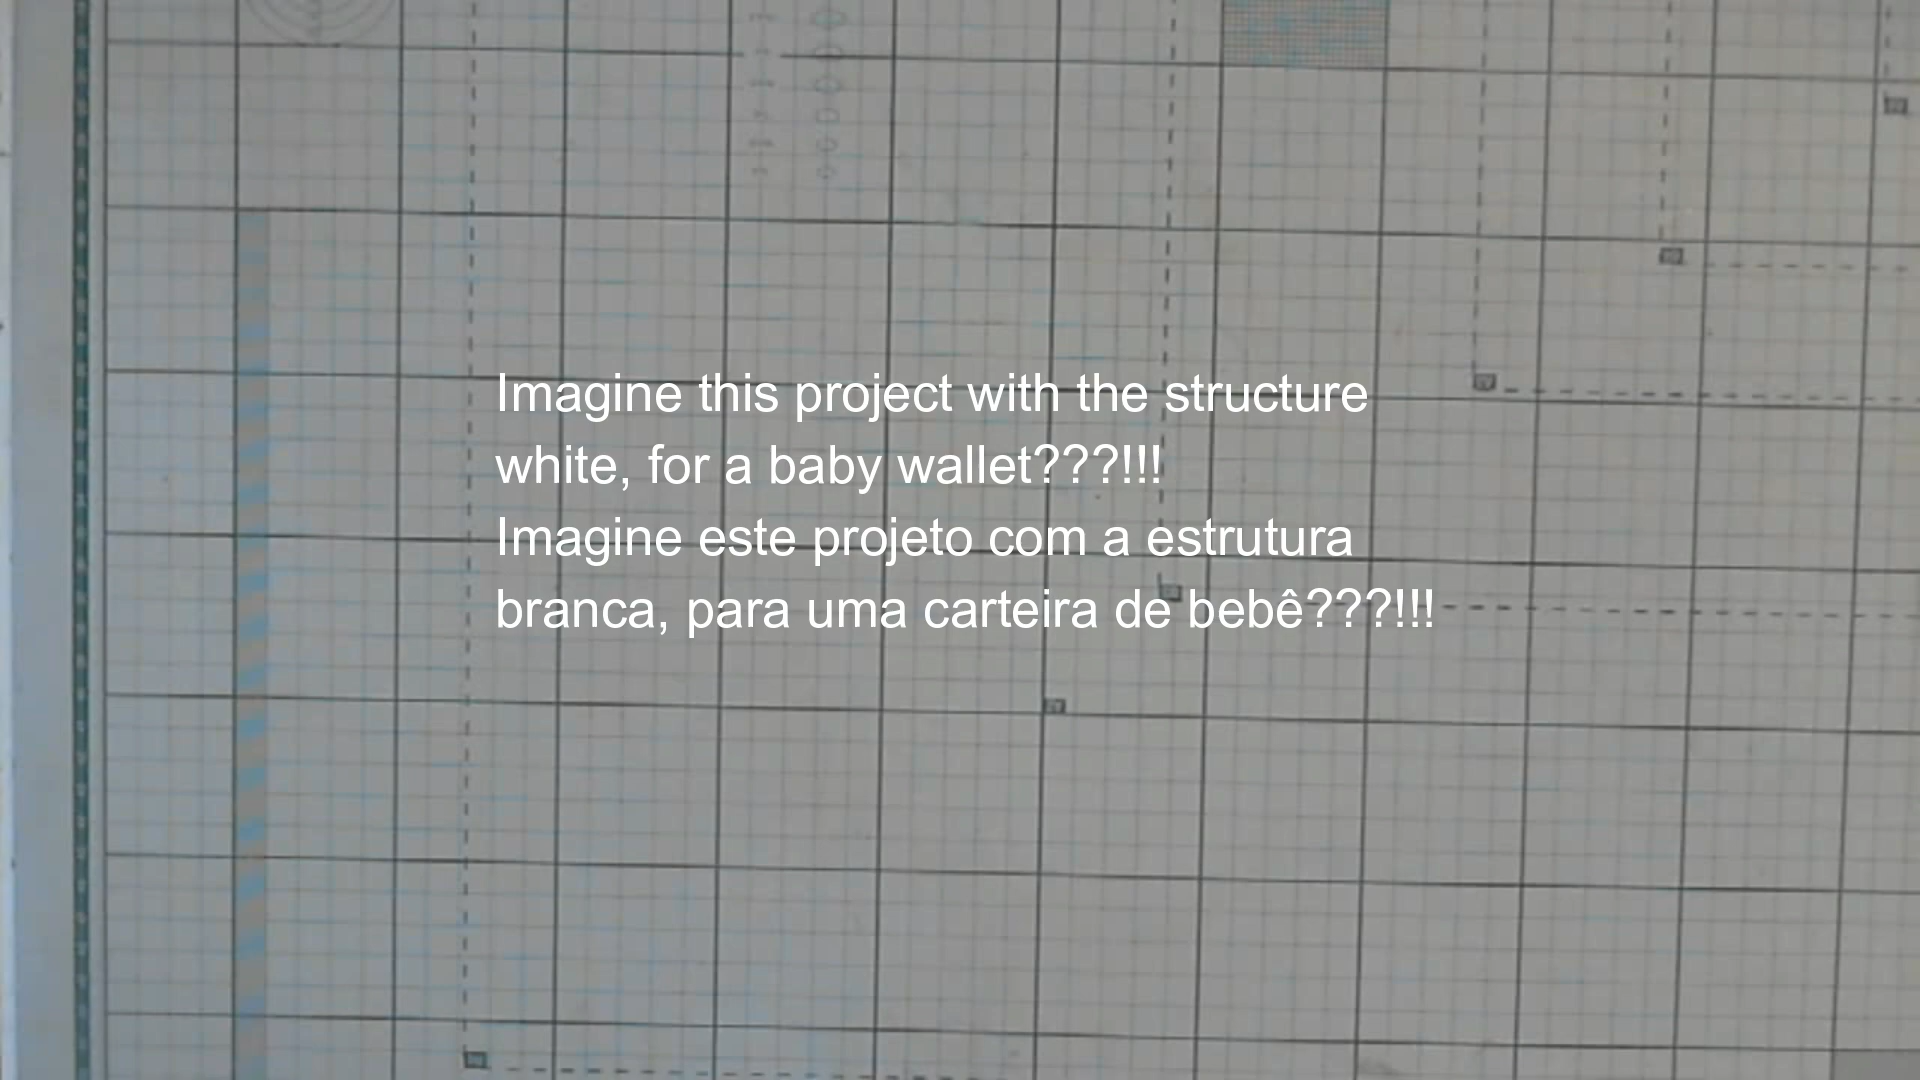 Imagine this project with the structure
white, for a baby wallet???!!!
Imagine este projeto com a estrutura
branca, para uma carteira de bebê???!!!